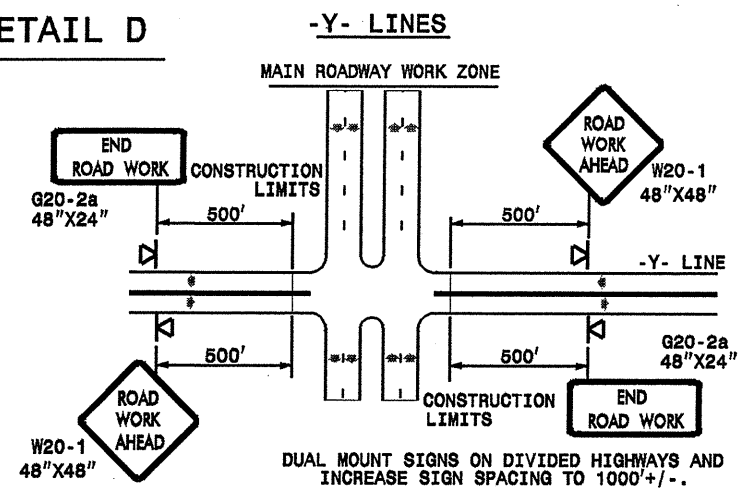 ETAIL D
-Y- LINES
MAIN ROADWAY WORK ZONE
END
ROAD WORK
G20-2a
48"X24"
CONSTRUCTION
LIMITS
500'
ROAD
WORK
AHEAD
W20-1
48"X48"
500'
-Y- LINE
500'
ROAD
WORK
AHEAD
W20-1
48"X48"
500'
G20-2a
48"X24"
CONSTRUCTION
LIMITS
END
ROAD WORK
DUAL MOUNT SIGNS ON DIVIDED HIGHWAYS AND
INCREASE SIGN SPACING TO 1000'+/-.